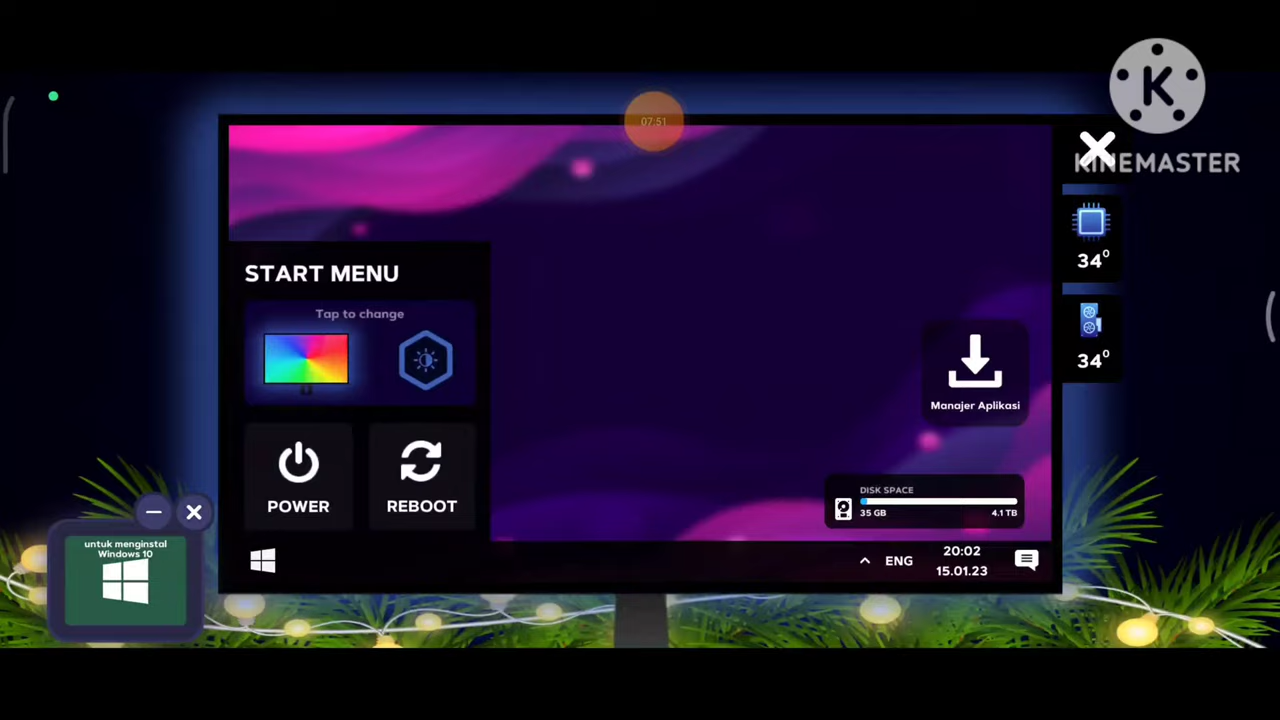 07:51
K
KINEMASTER
34°
34°
START MENU
Tap to change
POWER
REBOOT
Manajer Aplikasi
DISK SPACE
35 GB
4.1 TB
untuk menginstal
Windows 10
ENG
20:02
15.01.23